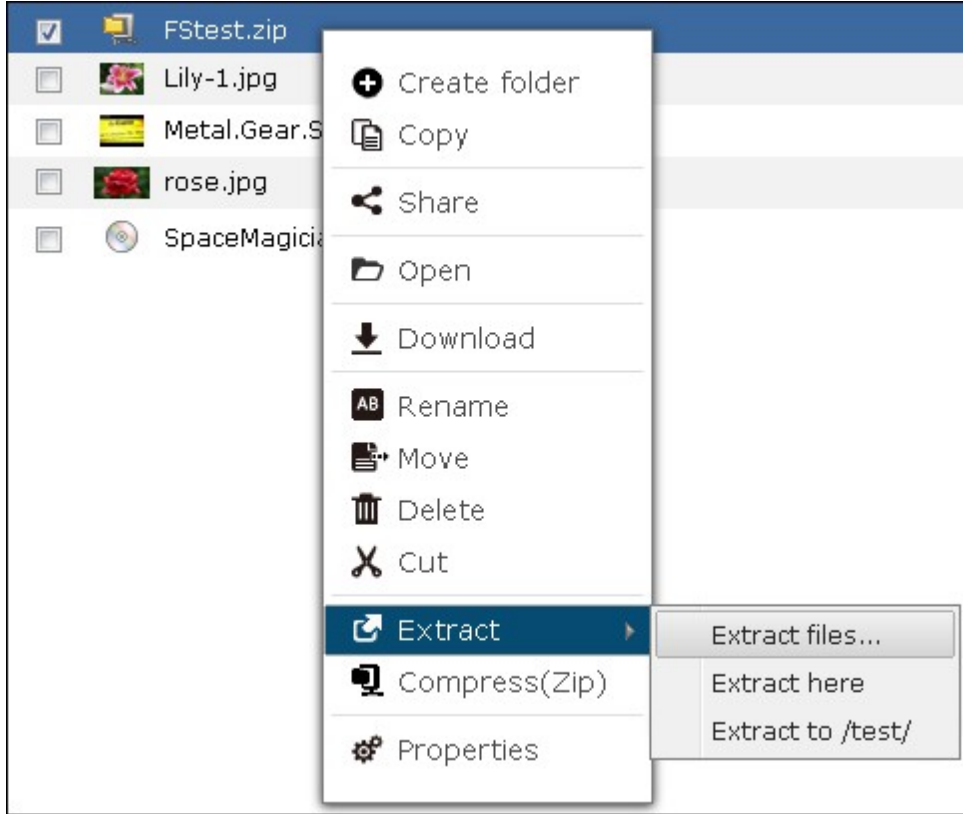 FStest.zip
Lily-1.jpg
Metal.Gear.S
rose.jpg
SpaceMagicia
Create folder
Copy
Share
Open
Download
AB Rename
Move
Delete
Cut
Extract
Compress(Zip)
Properties
Extract files...
Extract here
Extract to /test/